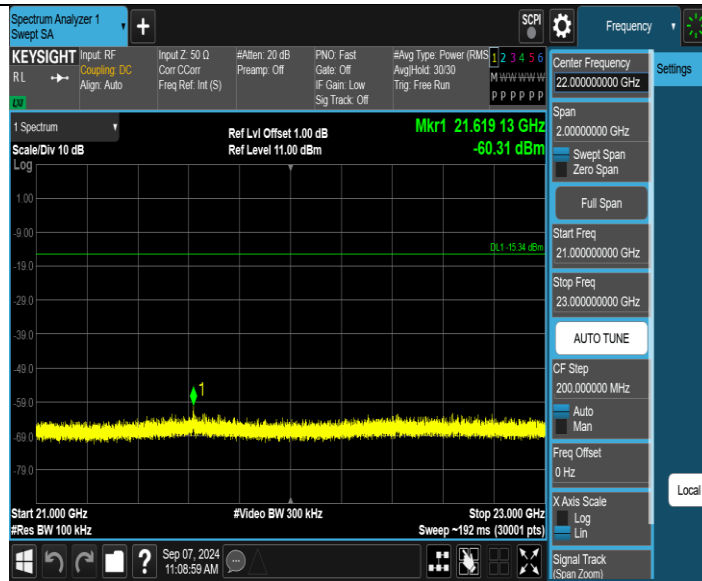 Spectrum Analyzer 1
Swept SA
+
SCPI
Frequency
KEYSIGHT
RL
LXI
Input: RF
Coupling: DC
Align: Auto
Input Z: 50 Ω
Corr CCorr
Freq Ref: Int (S)
#Atten: 20 dB
Preamp: Off
PNO: Fast
Gate: Off
IF Gain: Low
Sig Track: Off
#Avg Type: Power (RMS
Avg|Hold: 30/30
Trig: Free Run
1 2 3 4 5 6
M W W W W W
P P P P P P
1 Spectrum
Scale/Div 10 dB
Log
Ref Lvl Offset 1.00 dB
Ref Level 11.00 dBm
Mkr1 21.619 13 GHz
-60.31 dBm
1.00
-9.00
DL1 -15.34 dBm
-19.0
-29.0
-39.0
-49.0
1
-59.0
-69.0
-79.0
Start 21.000 GHz
#Res BW 100 kHz
#Video BW 300 kHz
Stop 23.000 GHz
Sweep ~192 ms (30001 pts)
Sep 07, 2024
11:08:59 AM
?
Center Frequency
22.000000000 GHz
Settings
Span
2.00000000 GHz
Swept Span
Zero Span
Full Span
Start Freq
21.000000000 GHz
Stop Freq
23.000000000 GHz
AUTO TUNE
CF Step
200.000000 MHz
Auto
Man
Freq Offset
0 Hz
X Axis Scale
Log
Lin
Local
Signal Track
(Span Zoom)